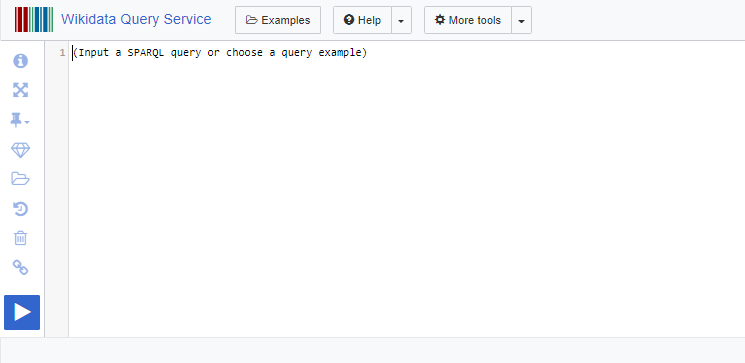 Wikidata Query Service
Examples
Help
More tools
1
(Input a SPARQL query or choose a query example)